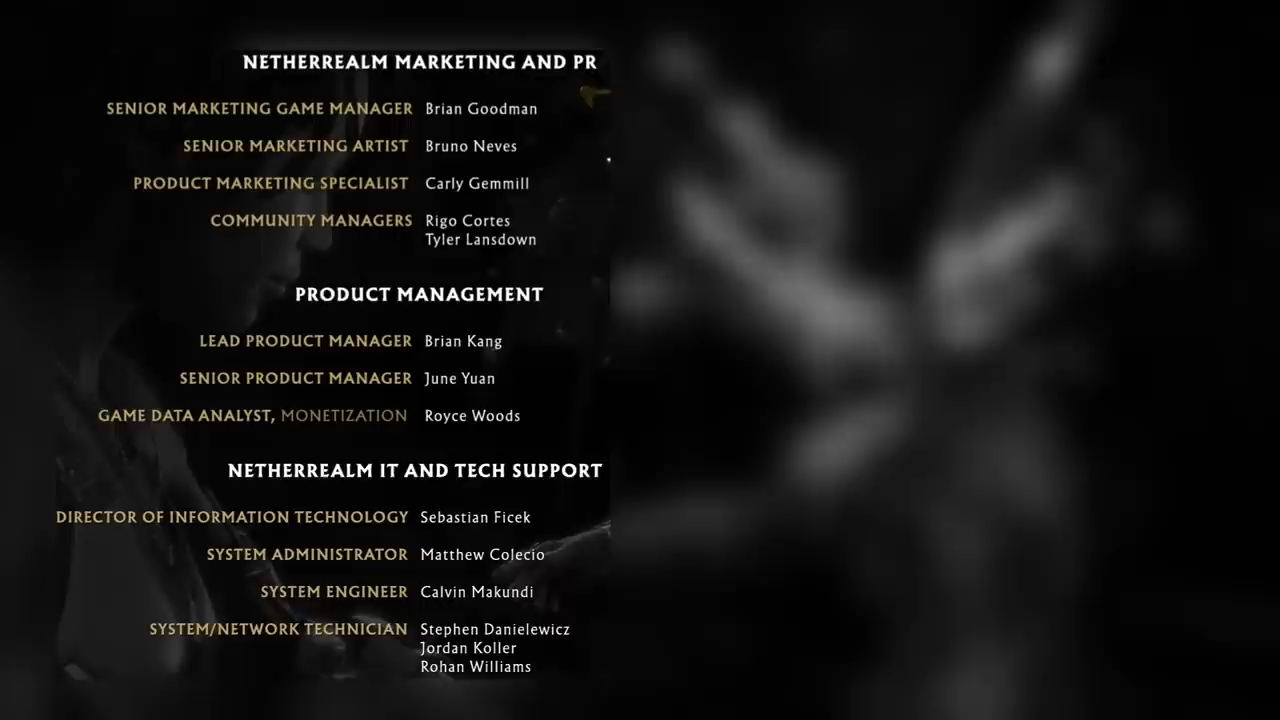 NETHERREALM MARKETING AND PR
SENIOR MARKETING GAME MANAGER Brian Goodman
SENIOR MARKETING ARTIST Bruno Neves
PRODUCT MARKETING SPECIALIST Carly Gemmill
COMMUNITY MANAGERS Rigo Cortes
Tyler Lansdown
PRODUCT MANAGEMENT
LEAD PRODUCT MANAGER Brian Kang
SENIOR PRODUCT MANAGER June Yuan
GAME DATA ANALYST, MONETIZATION Royce Woods
NETHERREALM IT AND TECH SUPPORT
DIRECTOR OF INFORMATION TECHNOLOGY Sebastian Ficek
SYSTEM ADMINISTRATOR Matthew Colecio
SYSTEM ENGINEER Calvin Makundi
SYSTEM/NETWORK TECHNICIAN Stephen Danielewicz
Jordan Koller
Rohan Williams